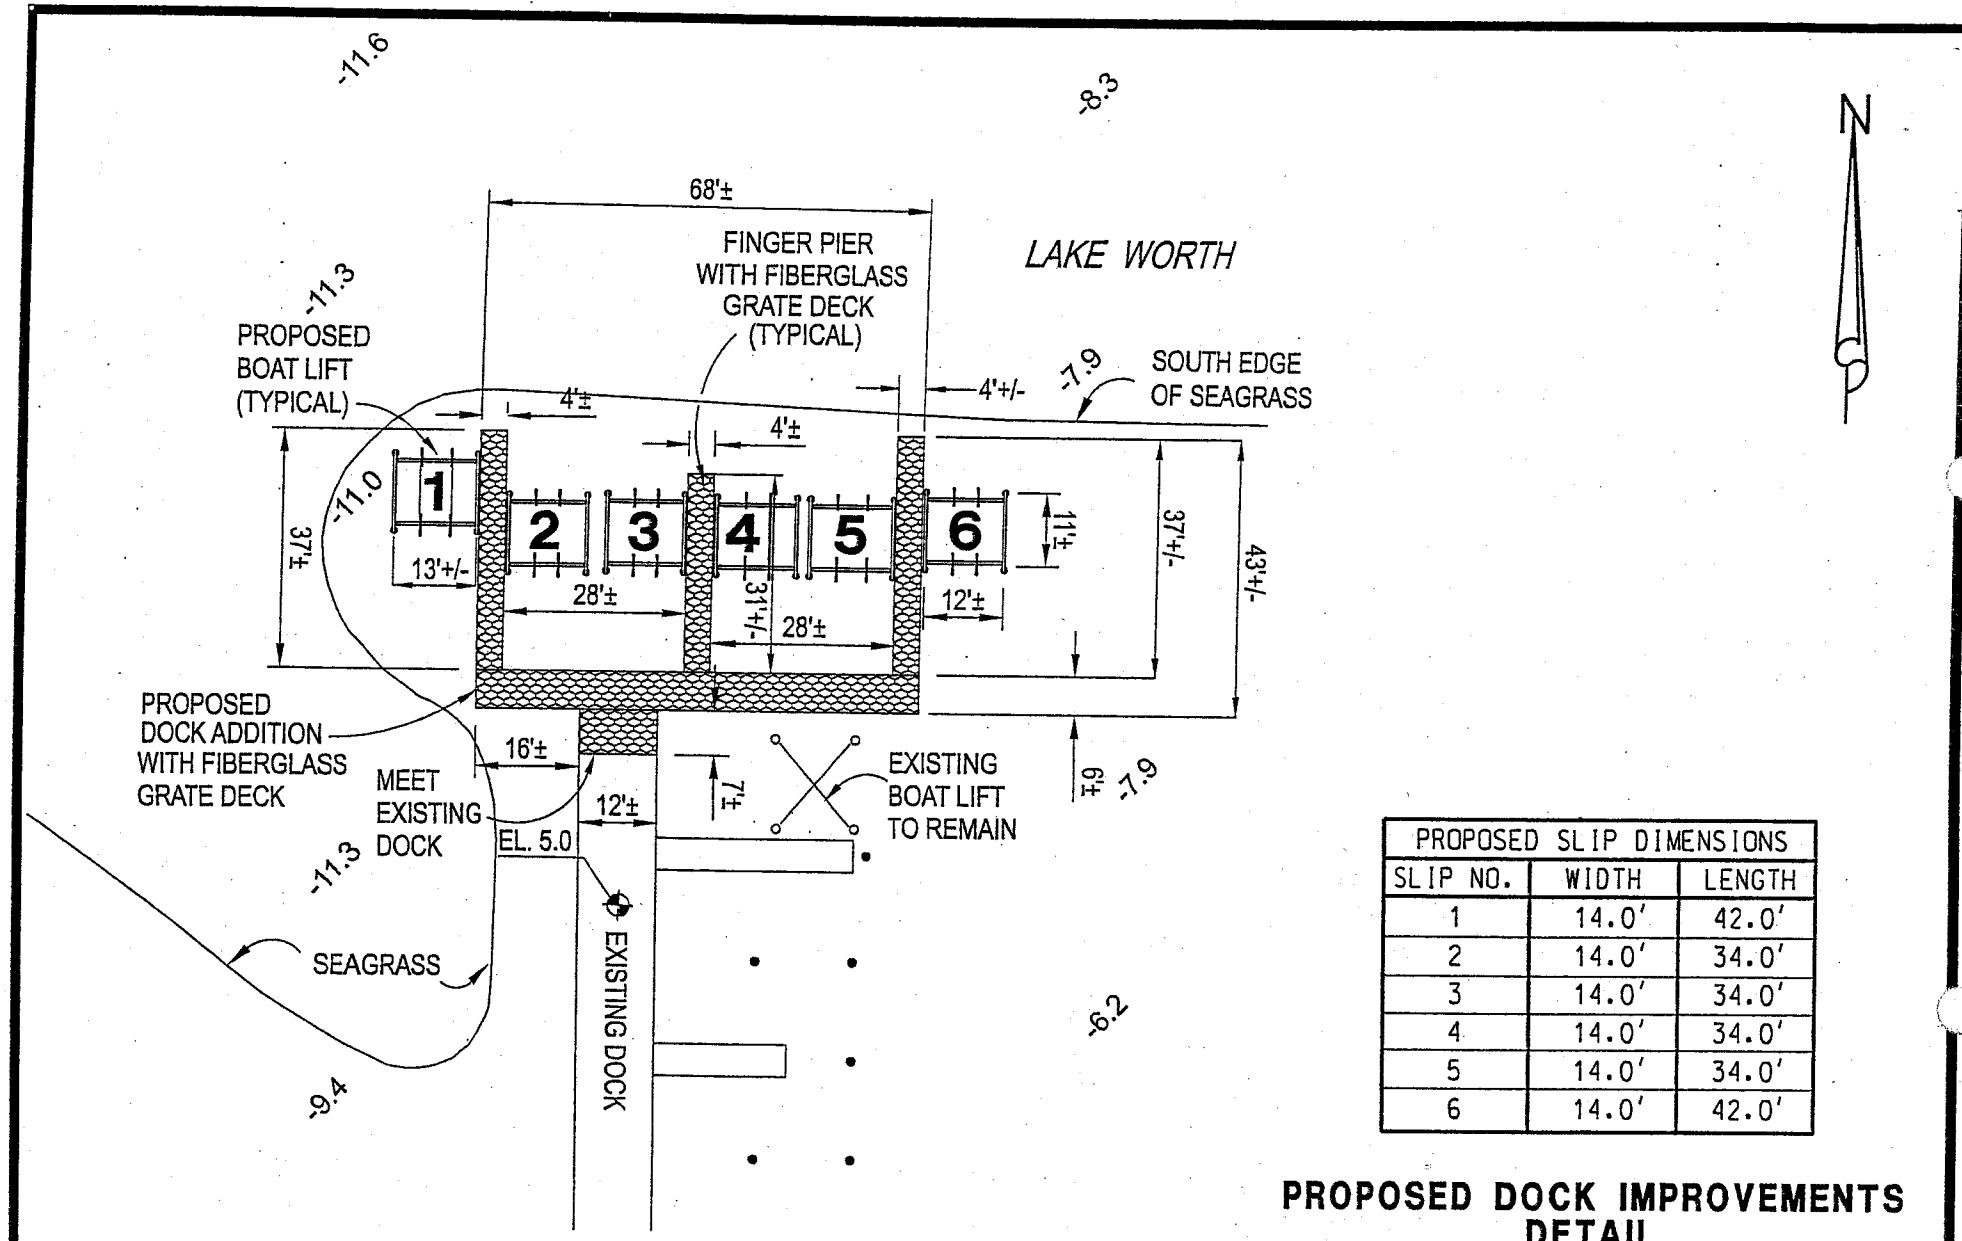 -11.6
-8.3
N
68'±
FINGER PIER
WITH FIBERGLASS
GRATE DECK
(TYPICAL)
LAKE WORTH
-11.3
PROPOSED
BOAT LIFT
(TYPICAL)
4'±
4'±
4'+/-
-7.9
SOUTH EDGE
OF SEAGRASS
-11.0
1
2
3
4
5
6
37'±
13'+/-
28'±
31'+/-
28'±
12'±
11'±
37'+/-
43'+/-
PROPOSED
DOCK ADDITION
WITH FIBERGLASS
GRATE DECK
16'±
MEET
EXISTING
DOCK
12'±
7'±
EXISTING
BOAT LIFT
TO REMAIN
6'±
-7.9
EL. 5.0
-11.3
SEAGRASS
EXISTING DOCK
-6.2
-9.4
PROPOSED SLIP DIMENSIONS
SLIP NO. WIDTH LENGTH
1 14.0' 42.0'
2 14.0' 34.0'
3 14.0' 34.0'
4 14.0' 34.0'
5 14.0' 34.0'
6 14.0' 42.0'
PROPOSED DOCK IMPROVEMENTS
DETAIL